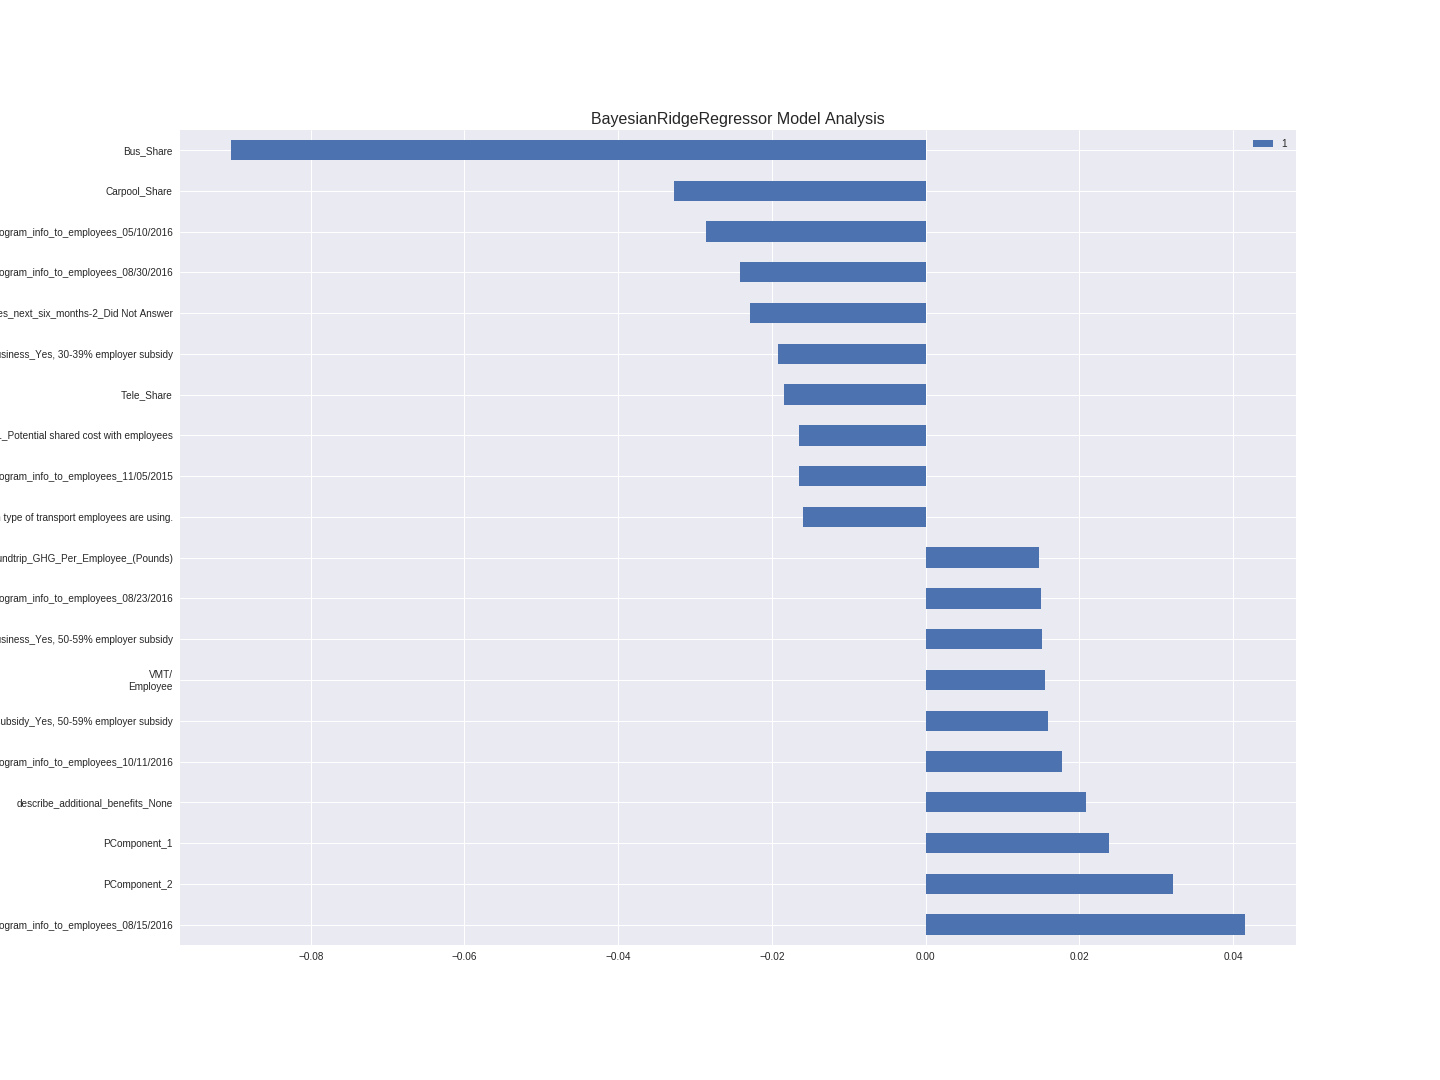 BayesianRidgeRegressor Model Analysis
1
Bus_Share
Carpool_Share
ogram_info_to_employees_05/10/2016
ogram_info_to_employees_08/30/2016
es_next_six_months-2_Did Not Answer
usiness_Yes, 30-39% employer subsidy
Tele_Share
._Potential shared cost with employees
ogram_info_to_employees_11/05/2015
type of transport employees are using.
undtrip_GHG_Per_Employee_(Pounds)
ogram_info_to_employees_08/23/2016
usiness_Yes, 50-59% employer subsidy
VMT/
Employee
ubsidy_Yes, 50-59% employer subsidy
ogram_info_to_employees_10/11/2016
describe_additional_benefits_None
PComponent_1
PComponent_2
ogram_info_to_employees_08/15/2016
−0.08 −0.06 −0.04 −0.02 0.00 0.02 0.04